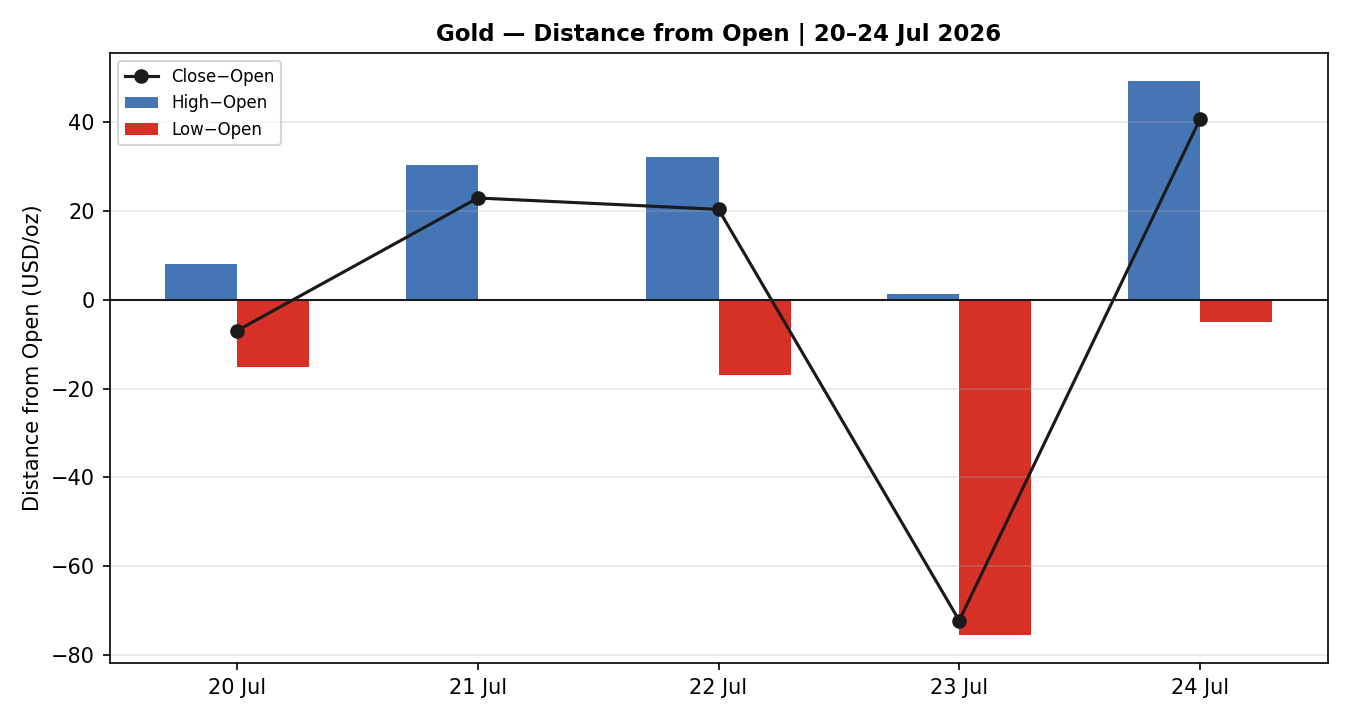 Gold — Distance from Open | 20–24 Jul 2026
Close−Open
High−Open
Low−Open
Distance from Open (USD/oz)
40
20
0
−20
−40
−60
−80
20 Jul
21 Jul
22 Jul
23 Jul
24 Jul